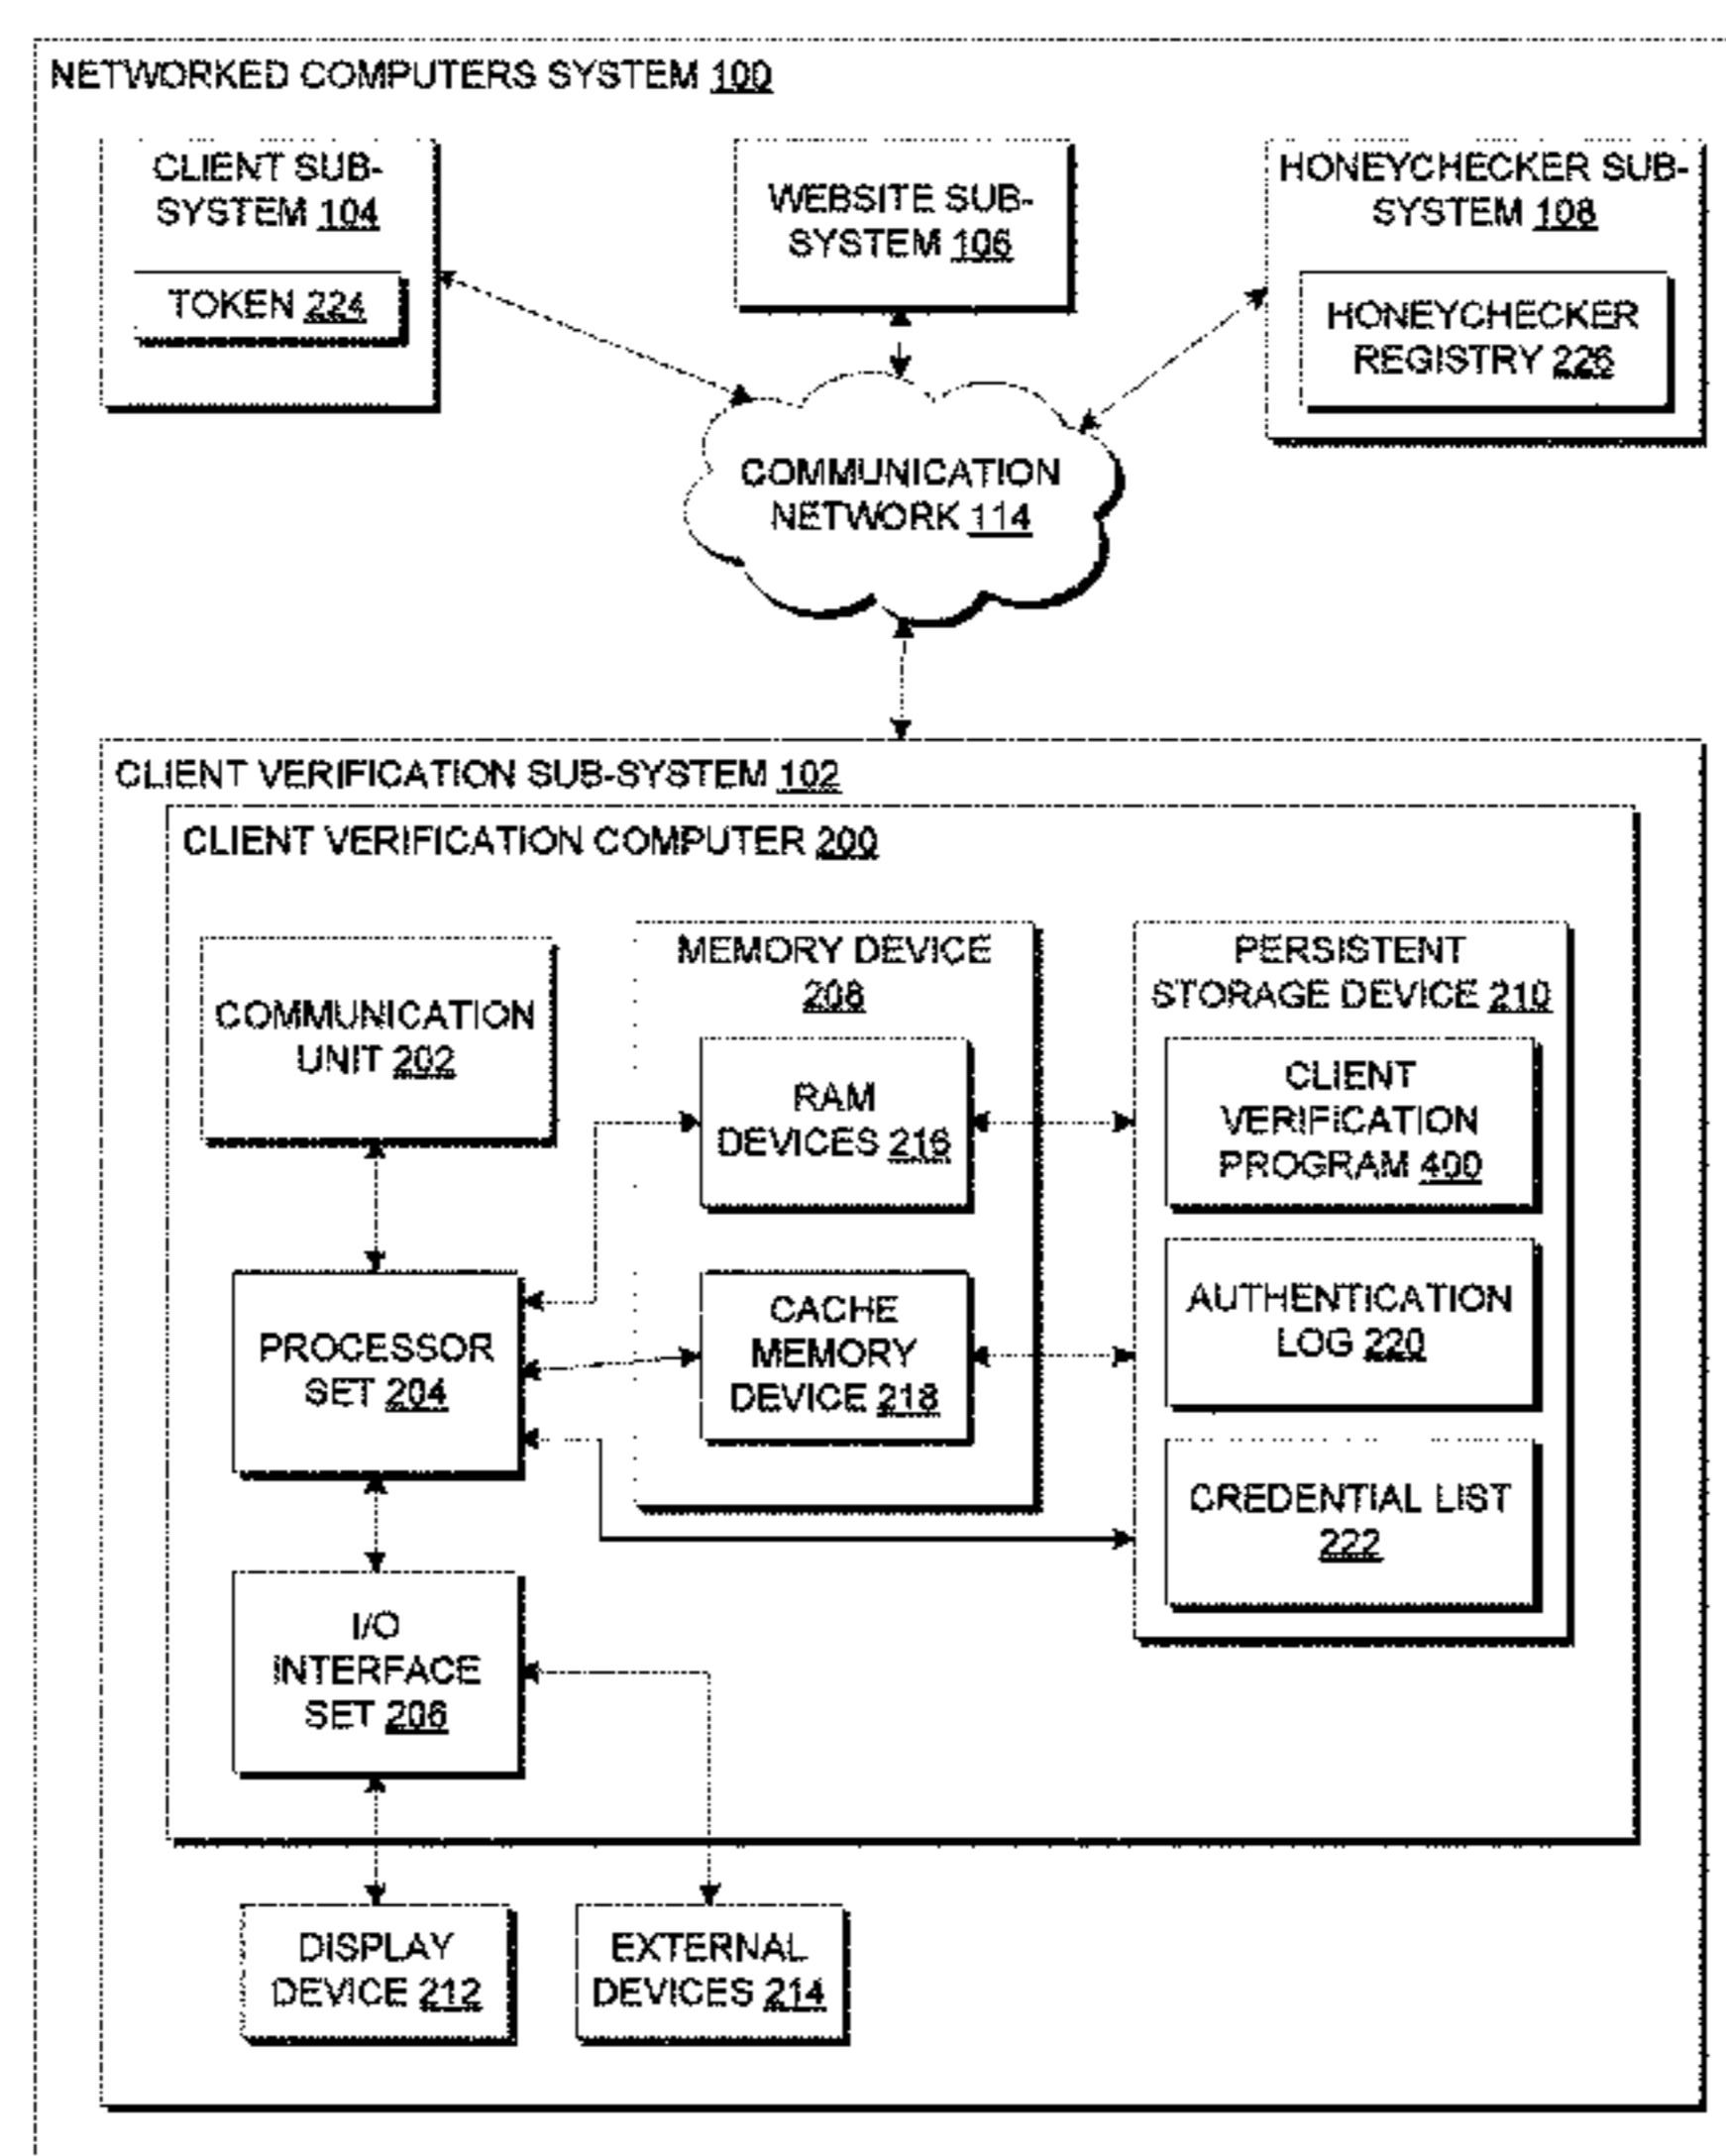 NETWORKED COMPUTERS SYSTEM 100
CLIENT SUB-
SYSTEM 104
TOKEN 224
WEBSITE SUB-
SYSTEM 106
HONEYCHECKER SUB-
SYSTEM 108
HONEYCHECKER
REGISTRY 226
COMMUNICATION
NETWORK 114
CLIENT VERIFICATION SUB-SYSTEM 102
CLIENT VERIFICATION COMPUTER 200
COMMUNICATION
UNIT 202
MEMORY DEVICE
208
RAM
DEVICES 216
CACHE
MEMORY
DEVICE 218
PERSISTENT
STORAGE DEVICE 210
CLIENT
VERIFICATION
PROGRAM 400
AUTHENTICATION
LOG 220
CREDENTIAL LIST
222
PROCESSOR
SET 204
I/O
INTERFACE
SET 206
DISPLAY
DEVICE 212
EXTERNAL
DEVICES 214